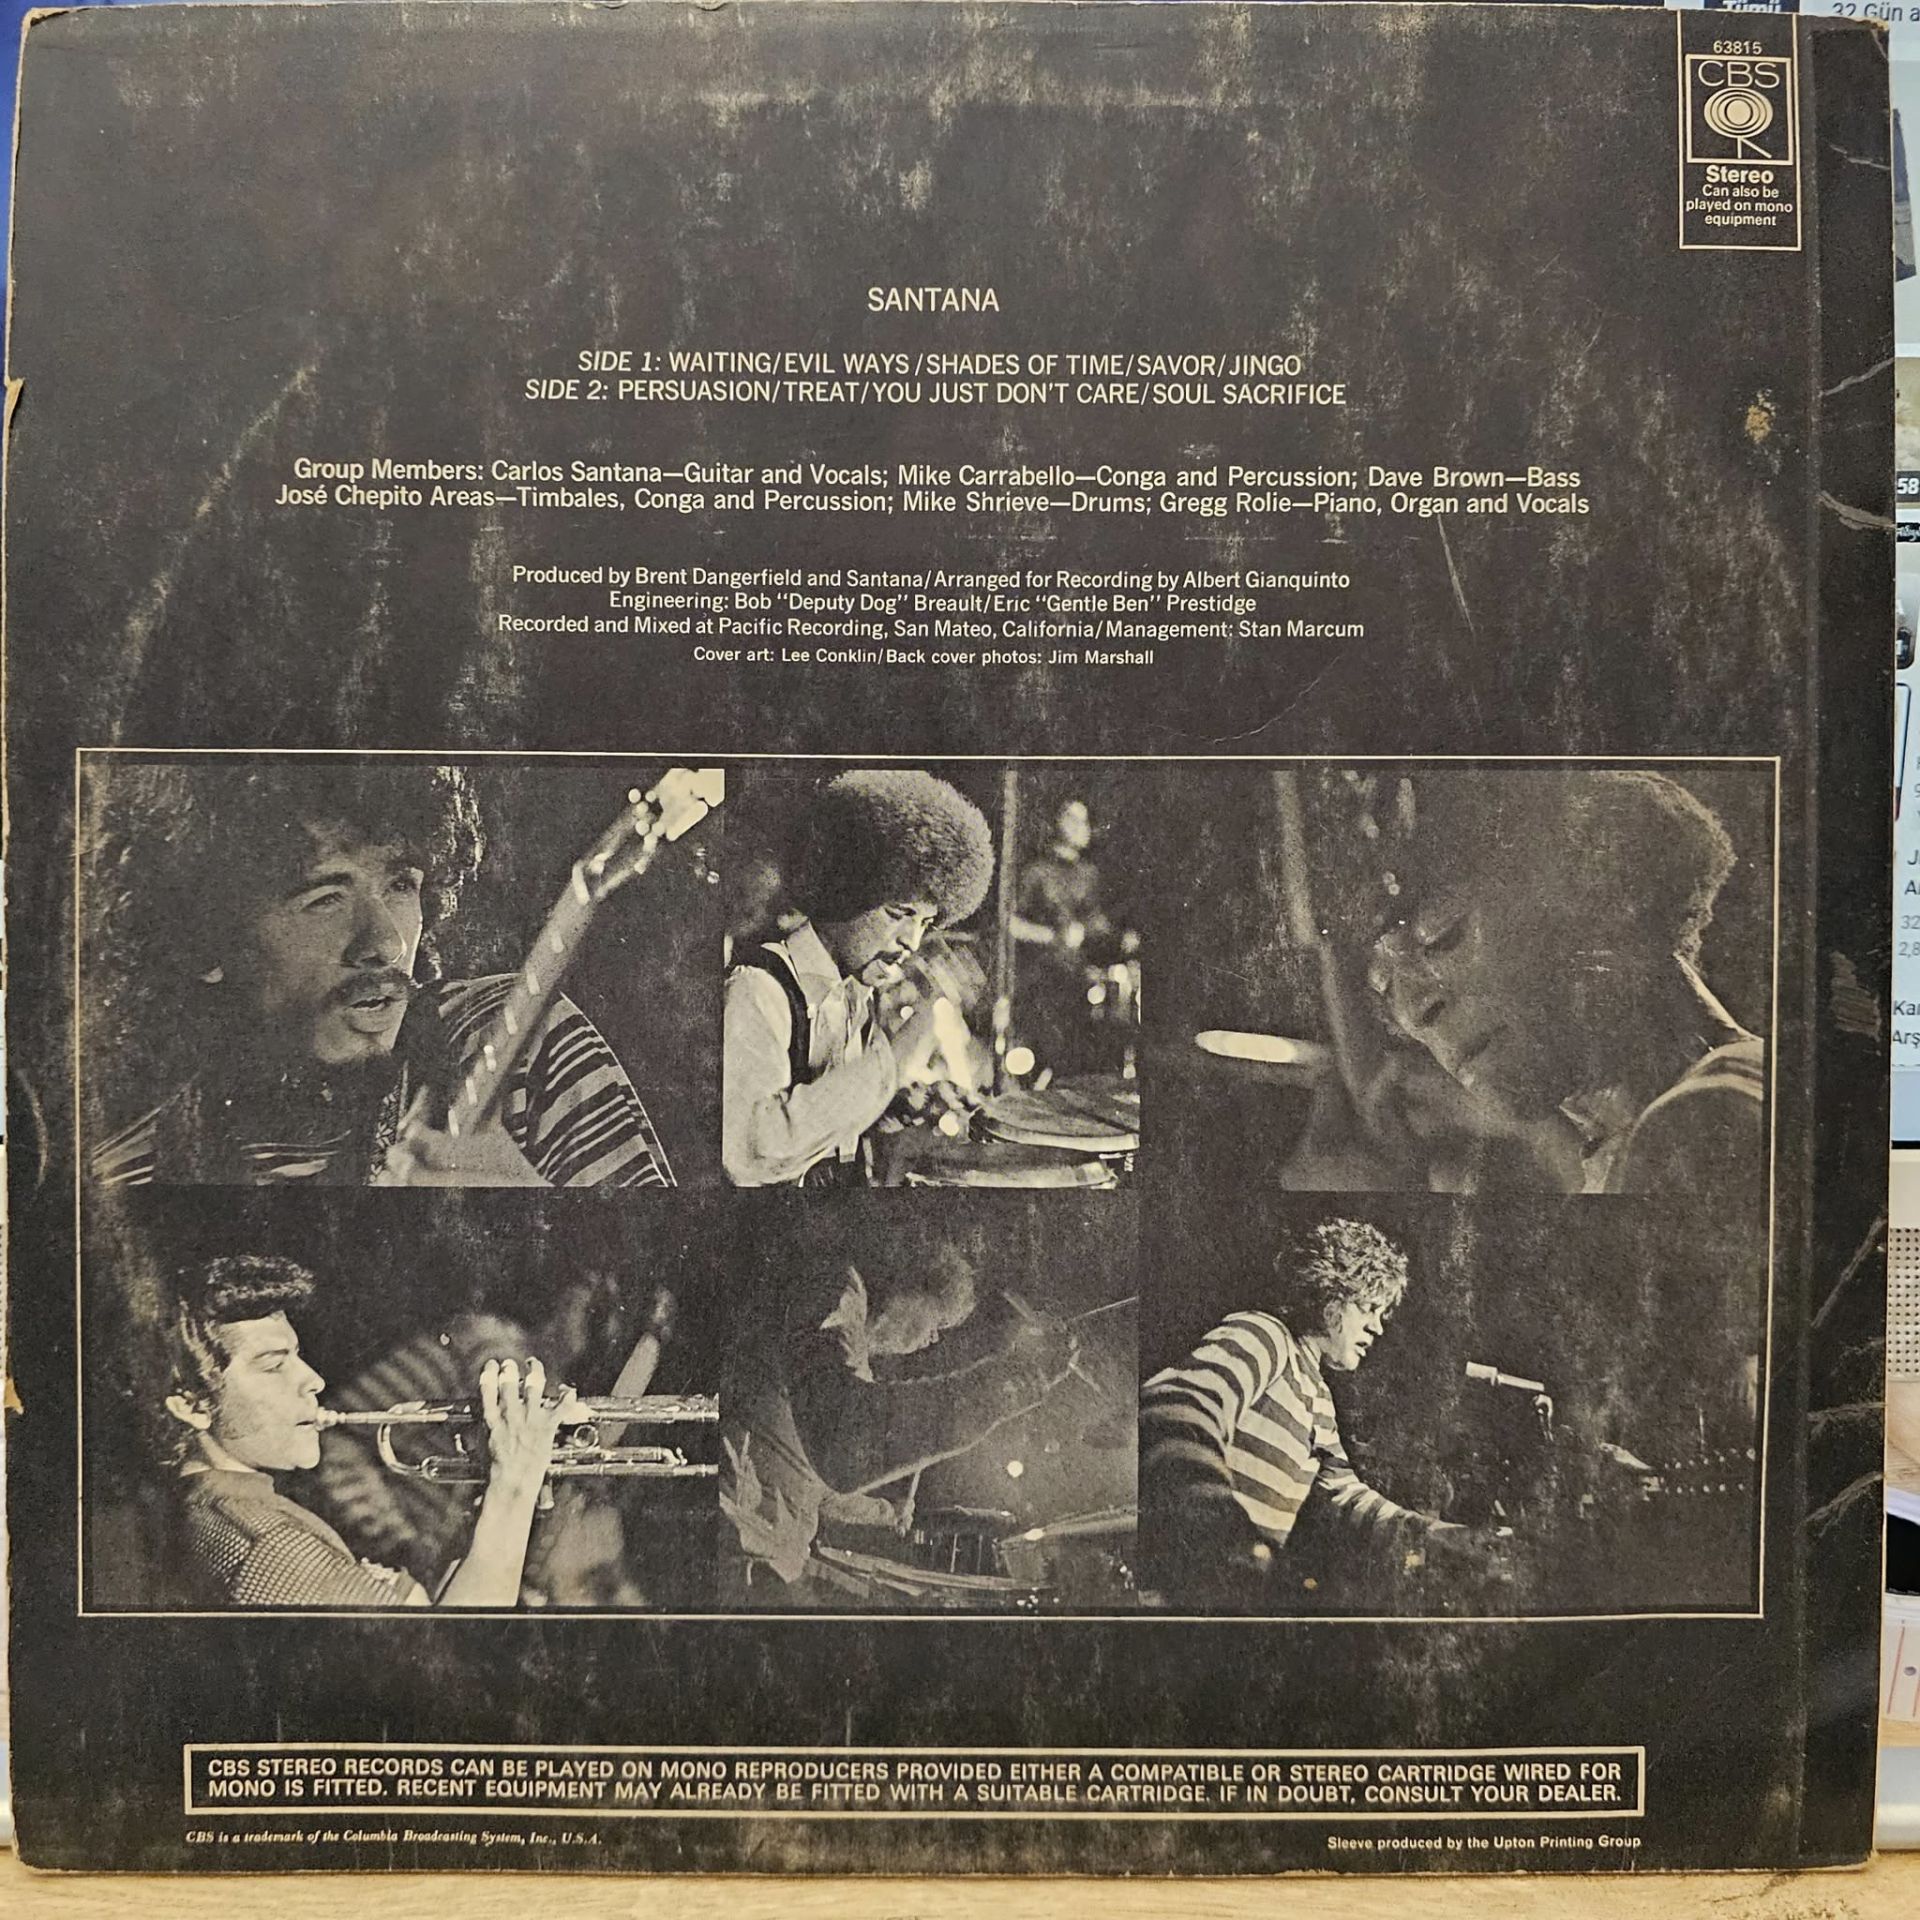 32 Gün a
63815
CBS
Stereo
Can also be
played on mono
equipment
SANTANA
SIDE 1: WAITING/EVIL WAYS/SHADES OF TIME/SAVOR/JINGO
SIDE 2: PERSUASION/TREAT/YOU JUST DON'T CARE/SOUL SACRIFICE
Group Members: Carlos Santana—Guitar and Vocals; Mike Carrabello—Conga and Percussion; Dave Brown—Bass
José Chepito Areas—Timbales, Conga and Percussion; Mike Shrieve—Drums; Gregg Rolie—Piano, Organ and Vocals
Produced by Brent Dangerfield and Santana/Arranged for Recording by Albert Gianquinto
Engineering: Bob "Deputy Dog" Breault/Eric "Gentle Ben" Prestidge
Recorded and Mixed at Pacific Recording, San Mateo, California/Management: Stan Marcum
Cover art: Lee Conklin/Back cover photos: Jim Marshall
58
32
2,8
Kar
Arş
CBS STEREO RECORDS CAN BE PLAYED ON MONO REPRODUCERS PROVIDED EITHER A COMPATIBLE OR STEREO CARTRIDGE WIRED FOR
MONO IS FITTED. RECENT EQUIPMENT MAY ALREADY BE FITTED WITH A SUITABLE CARTRIDGE. IF IN DOUBT, CONSULT YOUR DEALER.
CBS is a trademark of the Columbia Broadcasting System, Inc., U.S.A.
Sleeve produced by the Upton Printing Group